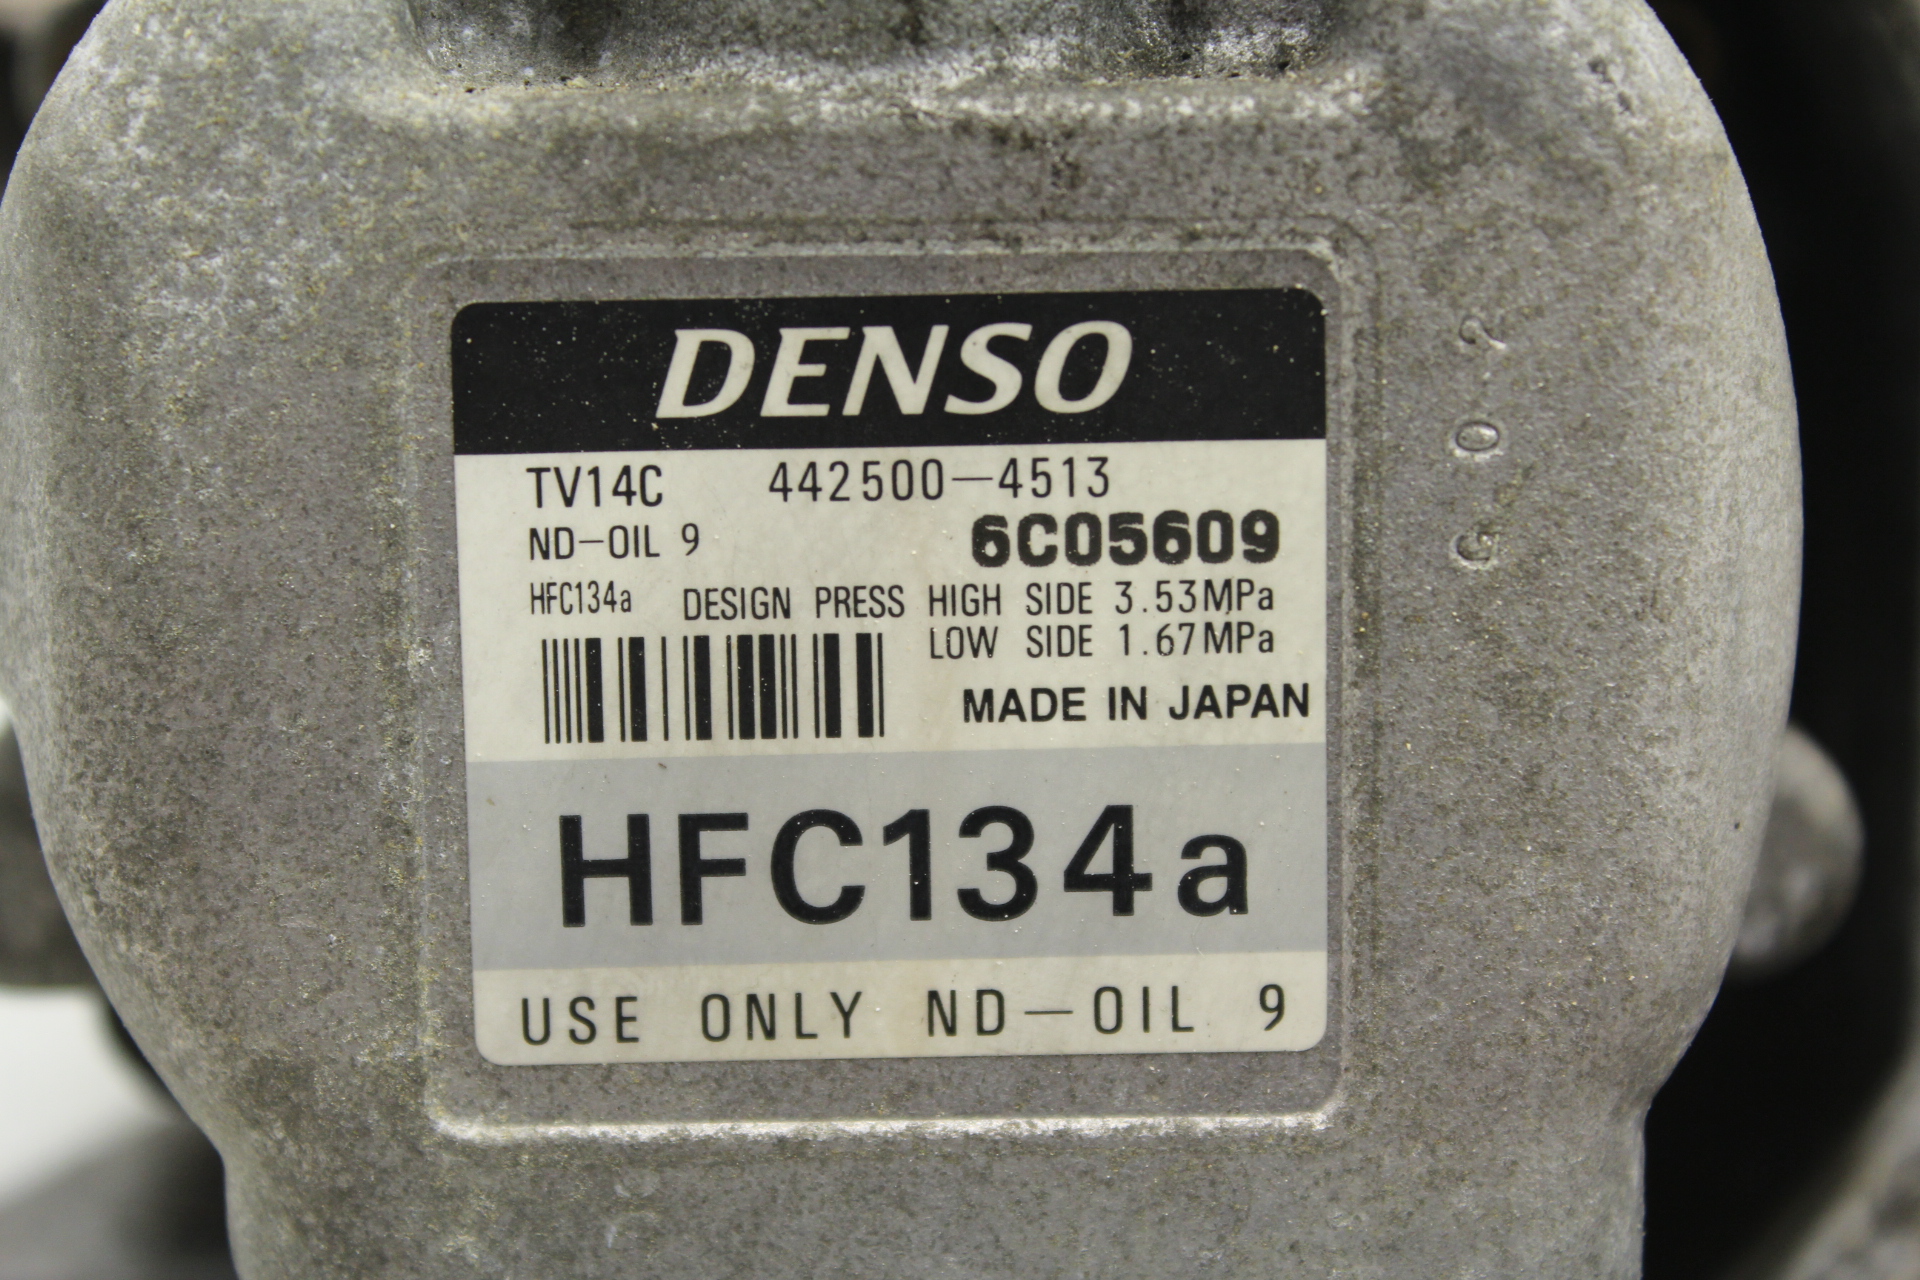 DENSO
TV14C 442500-4513
ND-OIL 9 6C05609
HFC134a DESIGN PRESS HIGH SIDE 3.53MPa
LOW SIDE 1.67MPa
MADE IN JAPAN
HFC134a
USE ONLY ND-OIL 9
G02